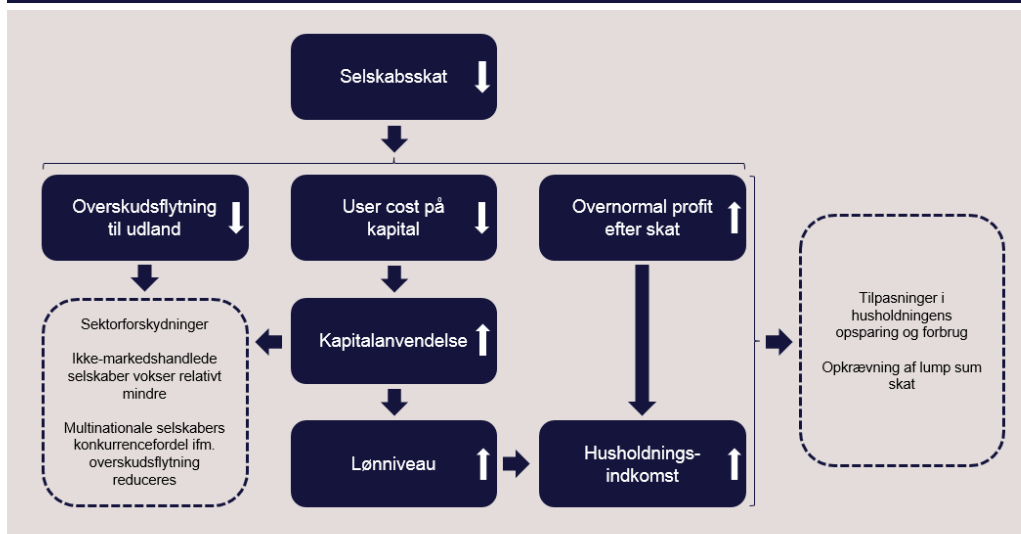 Selskabsskat
Overskudsflytning
til udland
User cost på
kapital
Overnormal profit
efter skat
Sektorforskydninger
Ikke-markedshandlede
selskaber vokser relativt
mindre
Multinationale selskabers
konkurrencefordel ifm.
overskudsflytning
reduceres
Kapitalanvendelse
Lønniveau
Husholdnings-
indkomst
Tilpasninger i
husholdningens
opsparing og forbrug
Opkrævning af lump sum
skat